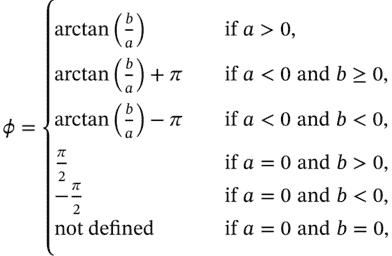 ϕ = { arctan(b/a) if a > 0,
arctan(b/a) + π if a < 0 and b ≥ 0,
arctan(b/a) − π if a < 0 and b < 0,
π/2 if a = 0 and b > 0,
−π/2 if a = 0 and b < 0,
not defined if a = 0 and b = 0,